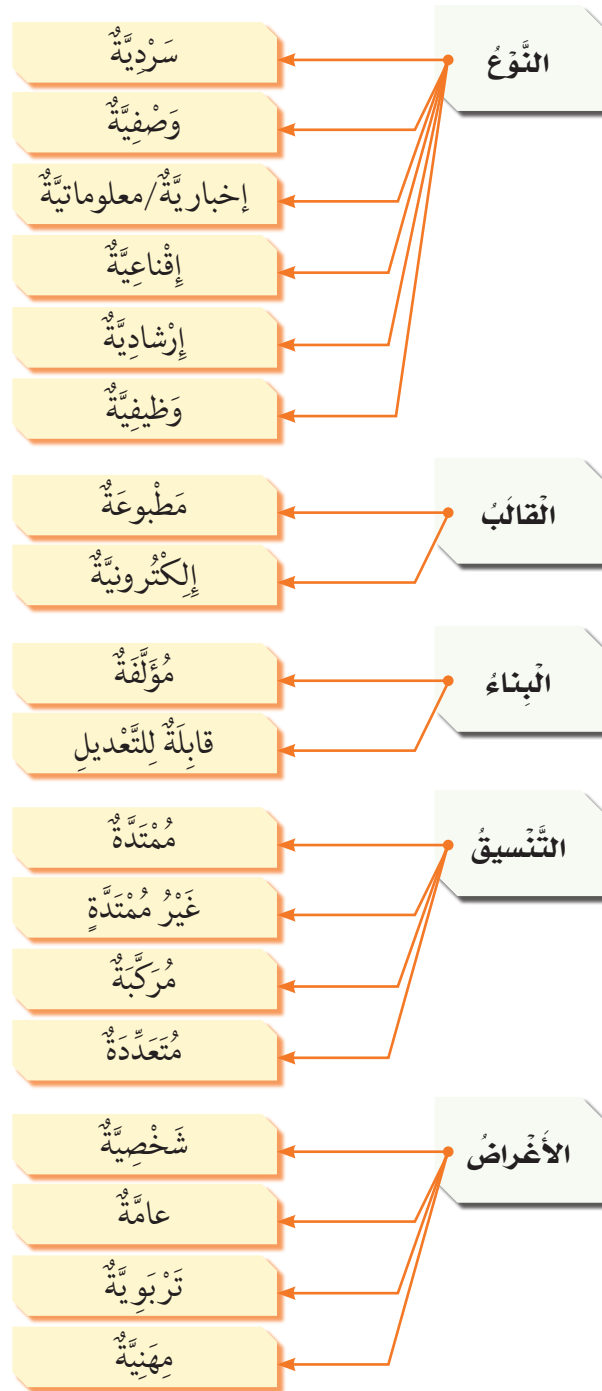 النَّوْعُ
سَرْدِيَّةٌ
وَصْفِيَّةٌ
إخباريَّةٌ/معلوماتيَّةٌ
إِقْناعِيَّةٌ
إِرْشادِيَّةٌ
وَظيفِيَّةٌ
الْقالَبُ
مَطْبوعَةٌ
إِلِكْتُرونيَّةٌ
الْبِناءُ
مُؤَلَّفَةٌ
قابِلَةٌ لِلتَّعْديلِ
التَّنْسيقُ
مُمْتَدَّةٌ
غَيْرُ مُمْتَدَّةٍ
مُرَكَّبَةٌ
مُتَعَدِّدَةٌ
الأَغْراضُ
شَخْصِيَّةٌ
عامَّةٌ
تَرْبَوِيَّةٌ
مِهَنِيَّةٌ